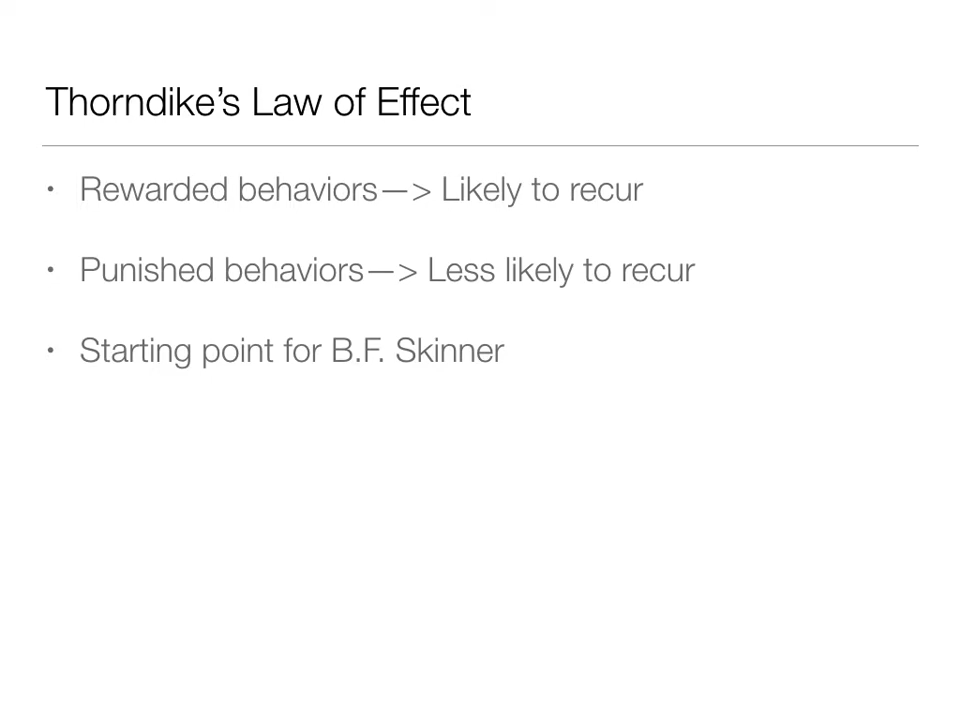 Thorndike’s Law of Effect
• Rewarded behaviors—> Likely to recur
• Punished behaviors—> Less likely to recur
• Starting point for B.F. Skinner